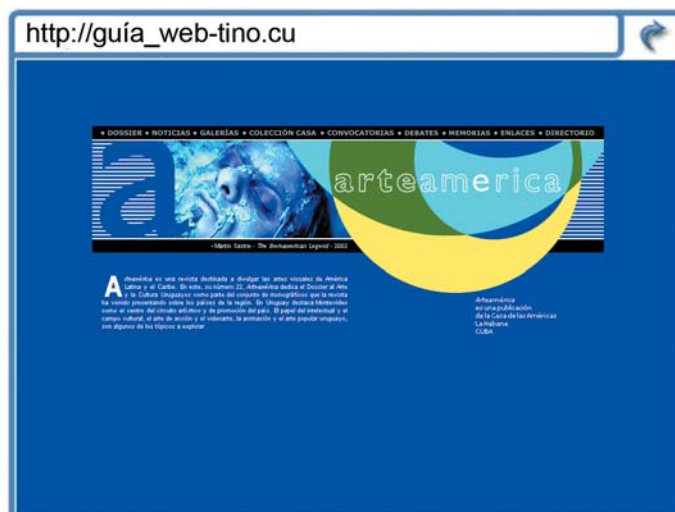 http://guía_web-tino.cu
• DOSSIER • NOTICIAS • GALERÍAS • COLECCIÓN CASA • CONVOCATORIAS • DEBATES • MEMORIAS • ENLACES • DIRECTORIO
a
arteamerica
• Martín Sastre - The Iberoamerican Legend - 2002
Arteamérica es una revista destinada a divulgar las artes visuales de América
Latina y el Caribe. En este, su número 22, Arteamérica dedica el Dossier al Arte
y la Cultura Uruguayos como parte del conjunto de monográficos que la revista
ha venido presentando sobre los países de la región. En Uruguay destaca Montevideo
como el centro del circuito artístico y de promoción del país. El papel del intelectual y el
campo cultural, el arte de acción y el videoarte, la animación y el arte popular uruguayo,
son algunos de los tópicos a explorar.
Arteamérica
es una publicación
de la Casa de las Américas
La Habana
CUBA